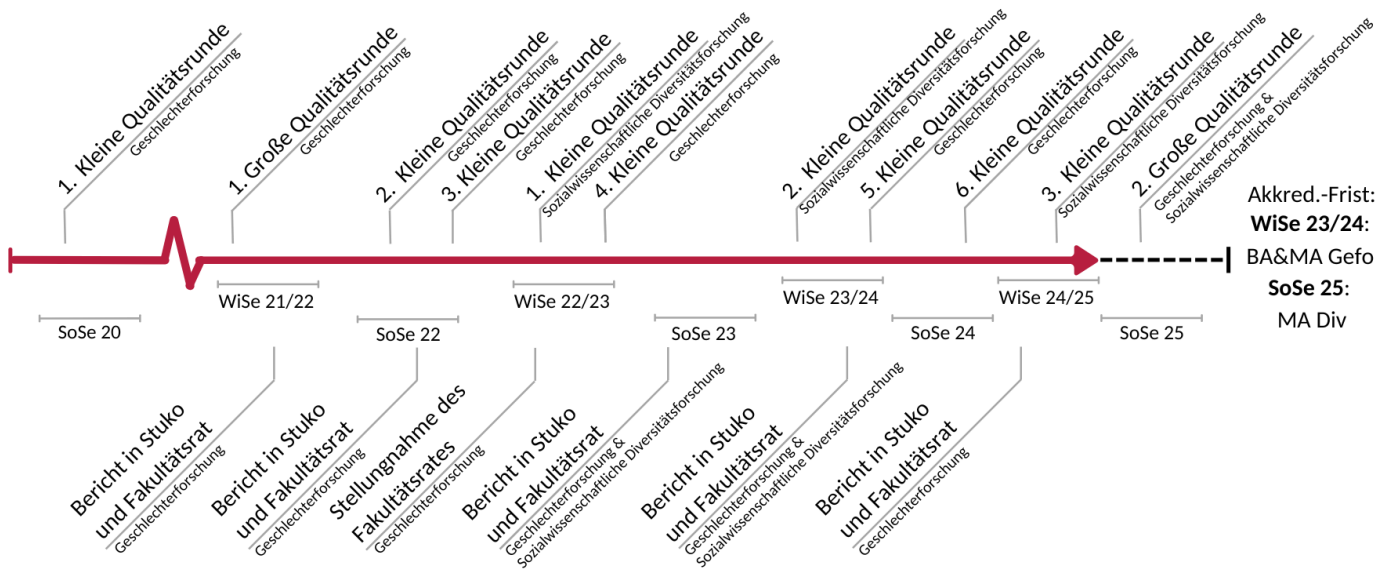 1. Kleine Qualitätsrunde
Geschlechterforschung
1. Große Qualitätsrunde
Geschlechterforschung
2. Kleine Qualitätsrunde
Geschlechterforschung
3. Kleine Qualitätsrunde
Geschlechterforschung
1. Kleine Qualitätsrunde
Sozialwissenschaftliche Diversitätsforschung
4. Kleine Qualitätsrunde
Geschlechterforschung
2. Kleine Qualitätsrunde
Sozialwissenschaftliche Diversitätsforschung
5. Kleine Qualitätsrunde
Geschlechterforschung
6. Kleine Qualitätsrunde
Geschlechterforschung
3. Kleine Qualitätsrunde
Sozialwissenschaftliche Diversitätsforschung
2. Große Qualitätsrunde
Geschlechterforschung &
Sozialwissenschaftliche Diversitätsforschung
Akkred.-Frist:
WiSe 23/24:
BA&MA Gefo
SoSe 25:
MA Div
WiSe 21/22
WiSe 22/23
WiSe 23/24
WiSe 24/25
SoSe 20
SoSe 22
SoSe 23
SoSe 24
SoSe 25
Bericht in Stuko
und Fakultätsrat
Geschlechterforschung
Bericht in Stuko
und Fakultätsrat
Geschlechterforschung
Stellungnahme des
Fakultätsrates
Geschlechterforschung
Bericht in Stuko
und Fakultätsrat
Geschlechterforschung &
Sozialwissenschaftliche Diversitätsforschung
Bericht in Stuko
und Fakultätsrat
Geschlechterforschung &
Sozialwissenschaftliche Diversitätsforschung
Bericht in Stuko
und Fakultätsrat
Geschlechterforschung